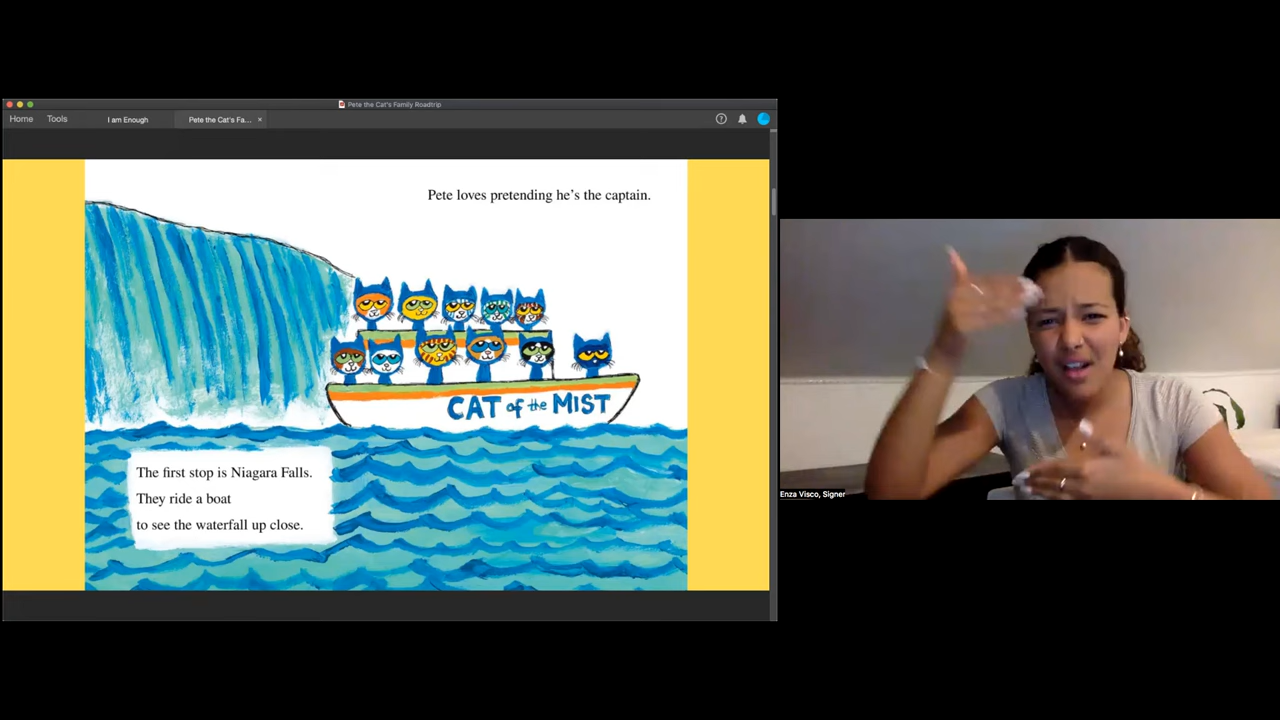 Pete the Cat's Family Roadtrip
Home Tools I am Enough Pete the Cat's Fa... ×
Pete loves pretending he's the captain.
CAT of the MIST
The first stop is Niagara Falls.
They ride a boat
to see the waterfall up close.
Enza Visco, Signer